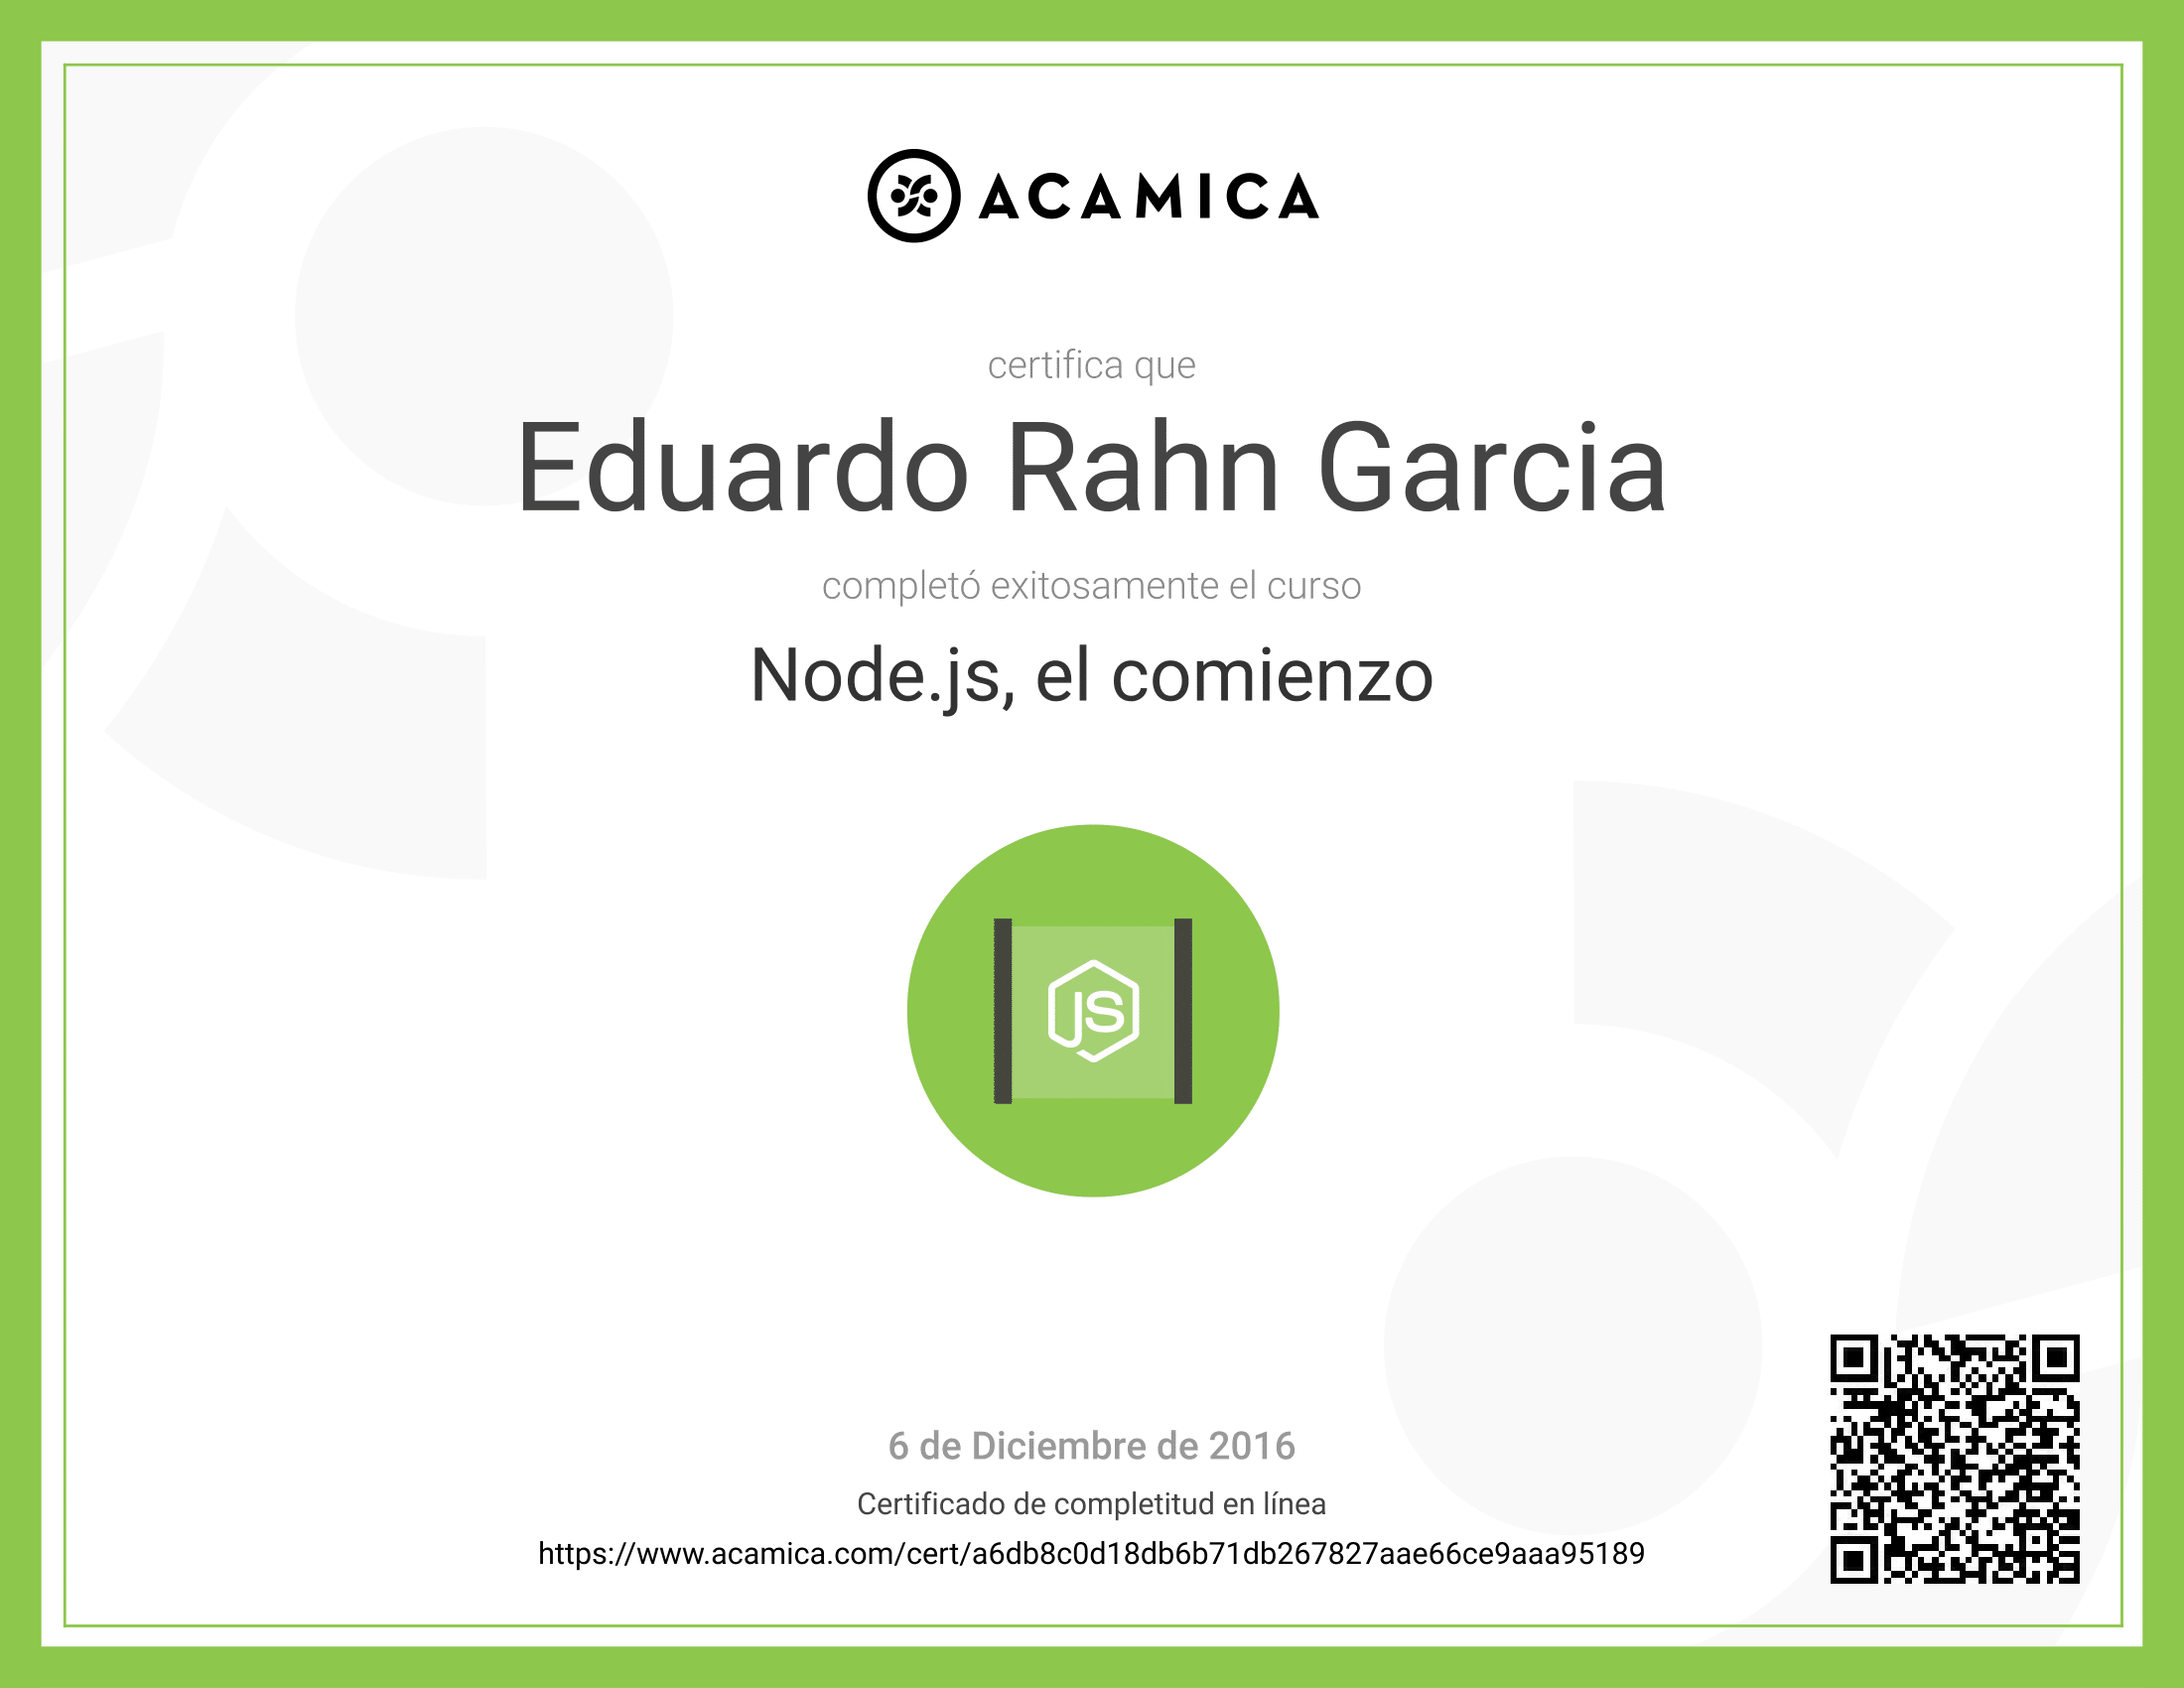 ACAMICA
certifica que
Eduardo Rahn Garcia
completó exitosamente el curso
Node.js, el comienzo
JS
6 de Diciembre de 2016
Certificado de completitud en línea
https://www.acamica.com/cert/a6db8c0d18db6b71db267827aae66ce9aaa95189